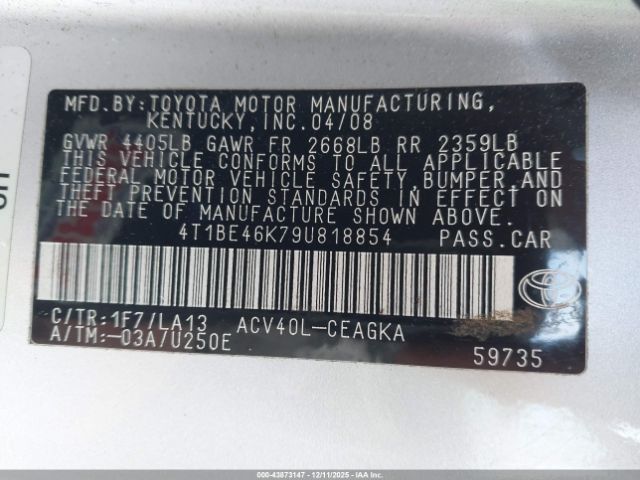 MFD.BY:TOYOTA MOTOR MANUFACTURING,
KENTUCKY,INC.04/08
GVWR 4405LB GAWR FR 2668LB RR 2359LB
THIS VEHICLE CONFORMS TO ALL APPLICABLE
FEDERAL MOTOR VEHICLE SAFETY,BUMPER,AND
THEFT PREVENTION STANDARDS IN EFFECT ON
THE DATE OF MANUFACTURE SHOWN ABOVE.
4T1BE46K79U818854 PASS.CAR
C/TR:1F7/LA13 ACV40L-CEAGKA
A/TM:-03A/U250E
59735
000-43873147 - 12/11/2025 - IAA Inc.